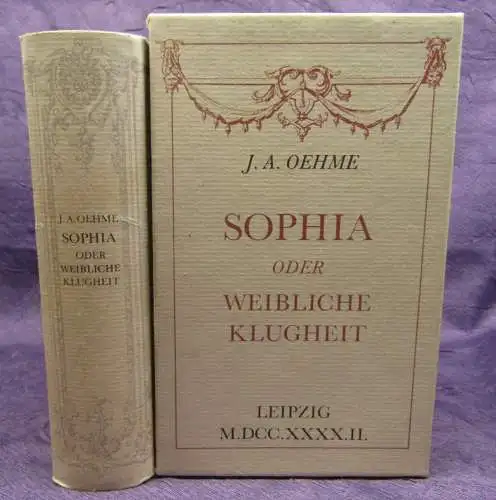 J. A. OEHME
SOPHIA
ODER
WEIBLICHE
KLUGHEIT
J. A. OEHME
SOPHIA
ODER
WEIBLICHE
KLUGHEIT
LEIPZIG
M.DCC.XXXX.II.